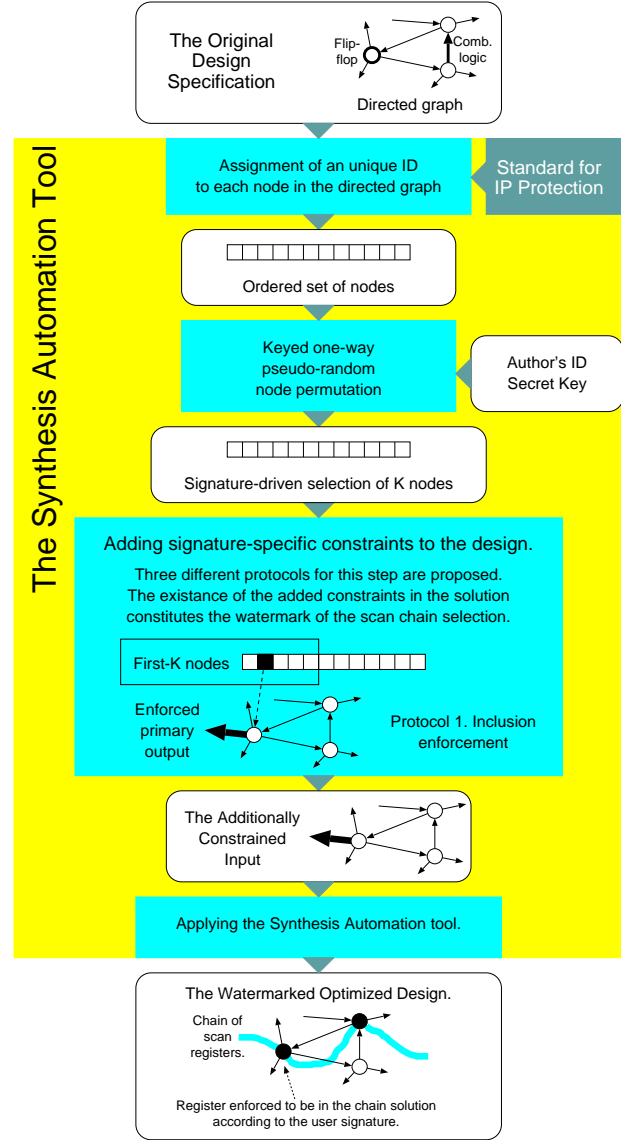 The Original
Design
Specification
Flip-
flop
Comb.
logic
Directed graph
The Synthesis Automation Tool
Assignment of an unique ID
to each node in the directed graph
Standard for
IP Protection
Ordered set of nodes
Keyed one-way
pseudo-random
node permutation
Author's ID
Secret Key
Signature-driven selection of K nodes
Adding signature-specific constraints to the design.
Three different protocols for this step are proposed.
The existance of the added constraints in the solution
constitutes the watermark of the scan chain selection.
First-K nodes
Enforced
primary
output
Protocol 1. Inclusion
enforcement
The Additionally
Constrained
Input
Applying the Synthesis Automation tool.
The Watermarked Optimized Design.
Chain of
scan
registers.
Register enforced to be in the chain solution
according to the user signature.